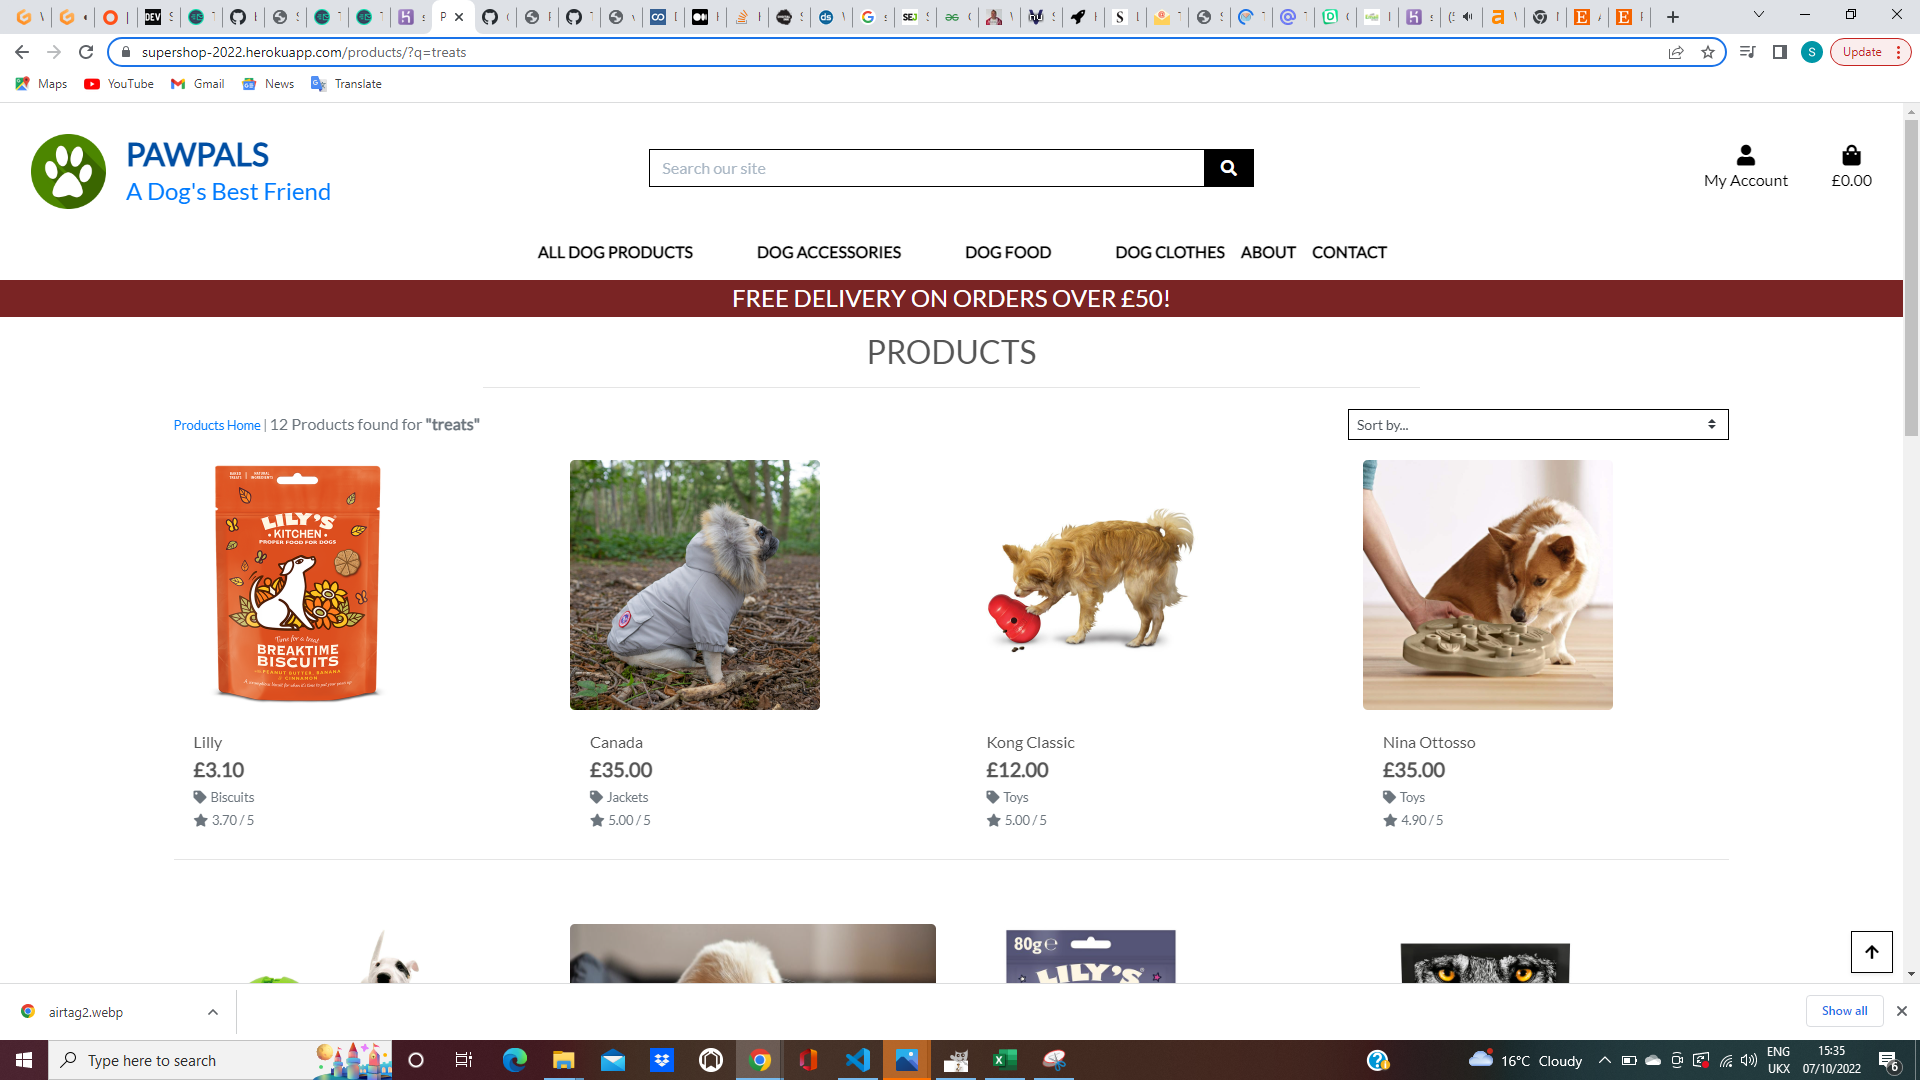 supershop-2022.herokuapp.com/products/?q=treats
Update
Maps YouTube Gmail News Translate
PAWPALS
A Dog's Best Friend
Search our site
My Account
£0.00
ALL DOG PRODUCTS DOG ACCESSORIES DOG FOOD DOG CLOTHES ABOUT CONTACT
FREE DELIVERY ON ORDERS OVER £50!
PRODUCTS
Products Home | 12 Products found for "treats"
Sort by...
LILY'S
KITCHEN
PROPER FOOD FOR DOGS
Time for a treat
BREAKTIME
BISCUITS
Lilly
£3.10
Biscuits
3.70 / 5
Canada
£35.00
Jackets
5.00 / 5
Kong Classic
£12.00
Toys
5.00 / 5
Nina Ottosso
£35.00
Toys
4.90 / 5
80g
LILY'S
airtag2.webp
Show all
Type here to search
16°C Cloudy
ENG
UKX
15:35
07/10/2022
6